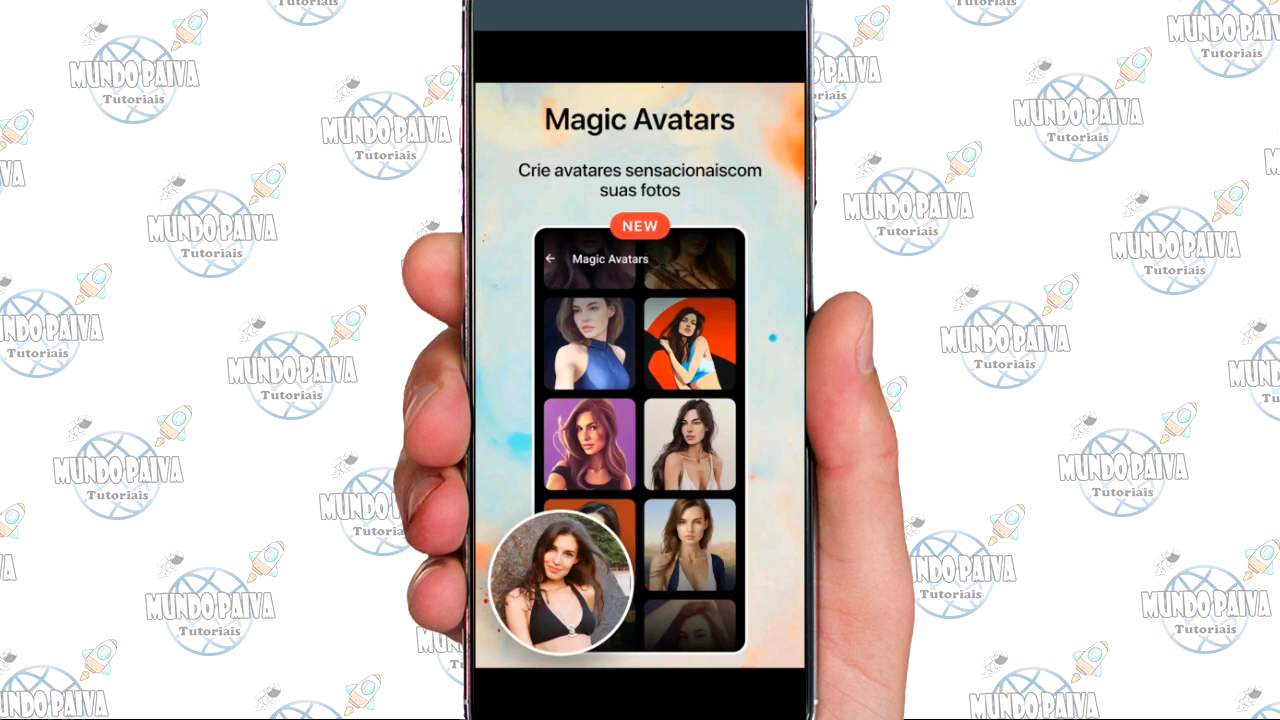 Magic Avatars
Crie avatares sensacionaiscom
suas fotos
NEW
Magic Avatars
MUNDO PAIVA
Tutoriais